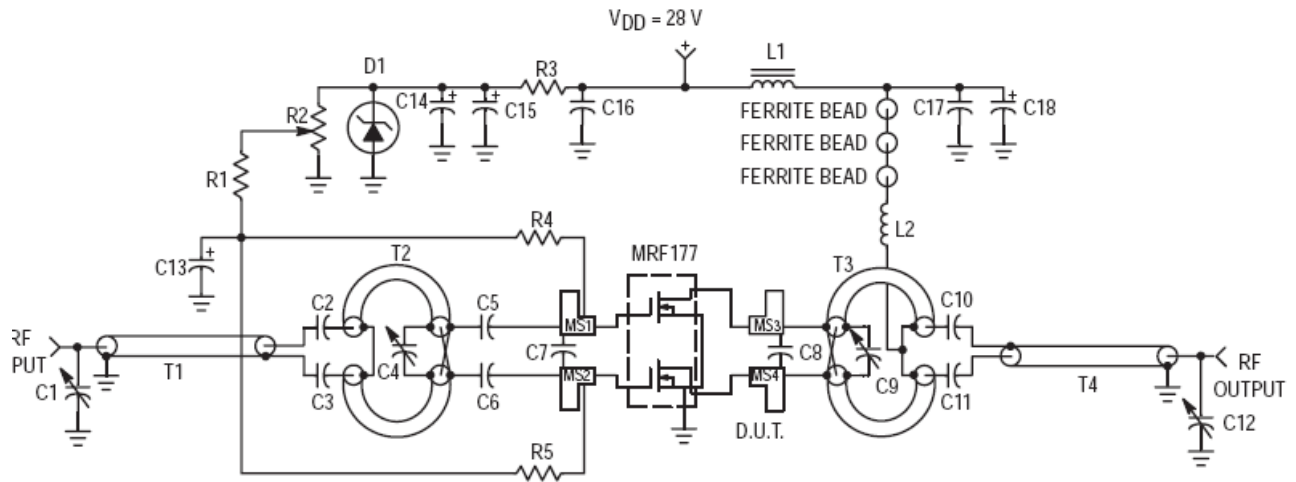 V_DD = 28 V
+
L1
D1
R3
C14
+
C15
+
C16
R2
FERRITE BEAD
C17
+
C18
FERRITE BEAD
FERRITE BEAD
R1
L2
R4
MRF177
C13
+
T2
T3
C2
C5
C10
RF
PUT
MS1
MS3
T1
C4
C7
C8
C9
RF
OUTPUT
C1
C3
C6
MS2
MS4
C11
T4
C12
D.U.T.
R5